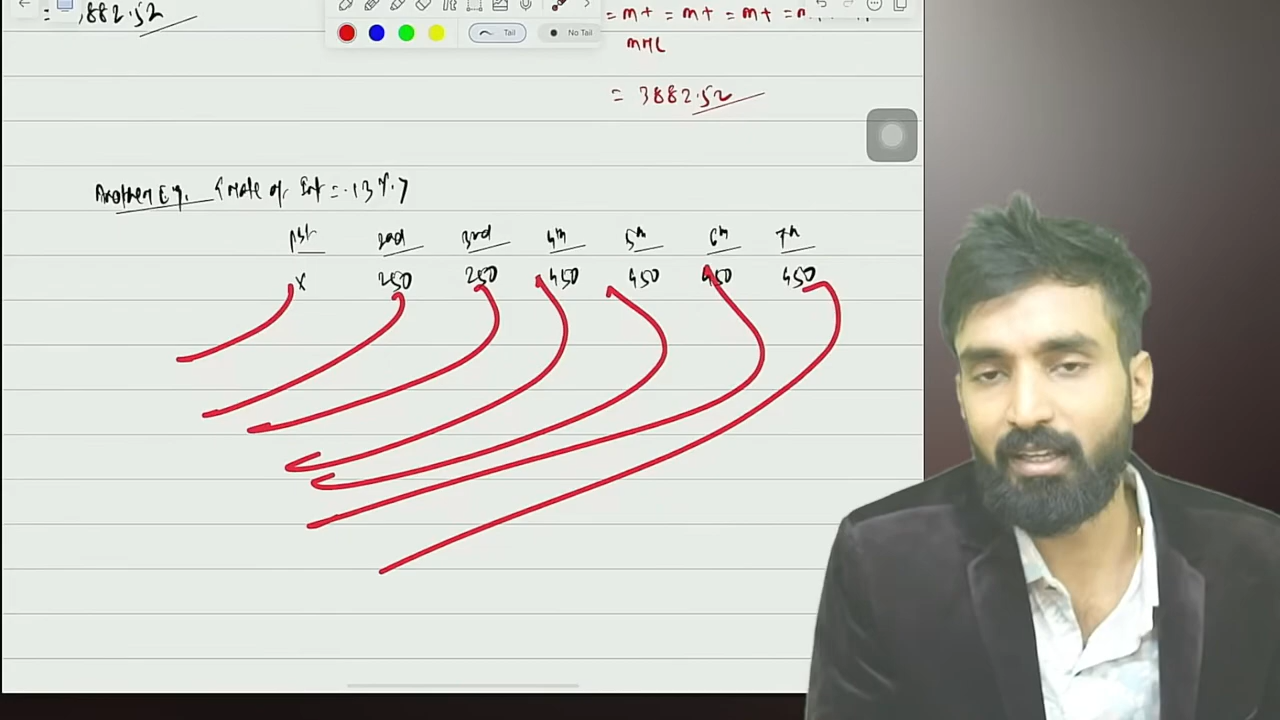 = ,882.52
= m+ = m+ = m+ =
mrc
= 3882.52
Tail
No Tail
Another Eg. {Rate of Int = 13%}
1st 2nd 3rd 4th 5th 6th 7th
x 250 250 450 450 450 450